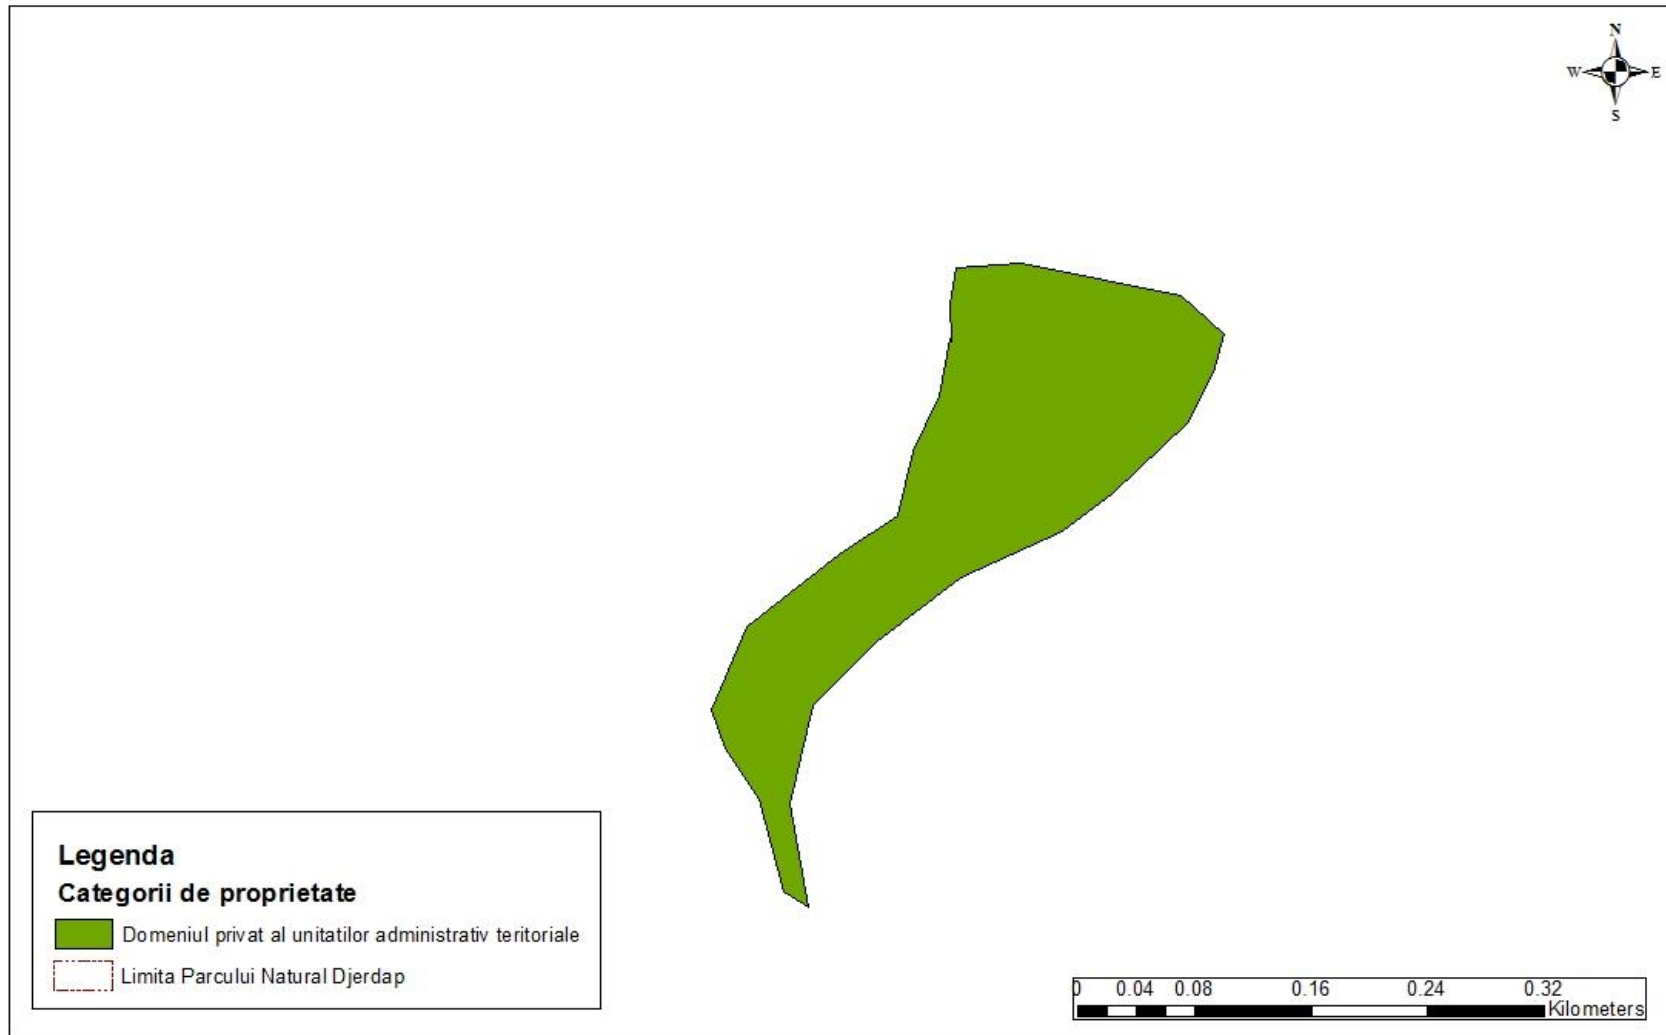 N
W E
S
Legenda
Categorii de proprietate
Domeniul privat al unitatilor administrativ teritoriale
Limita Parcului Natural Djerdap
0 0.04 0.08 0.16 0.24 0.32
Kilometers